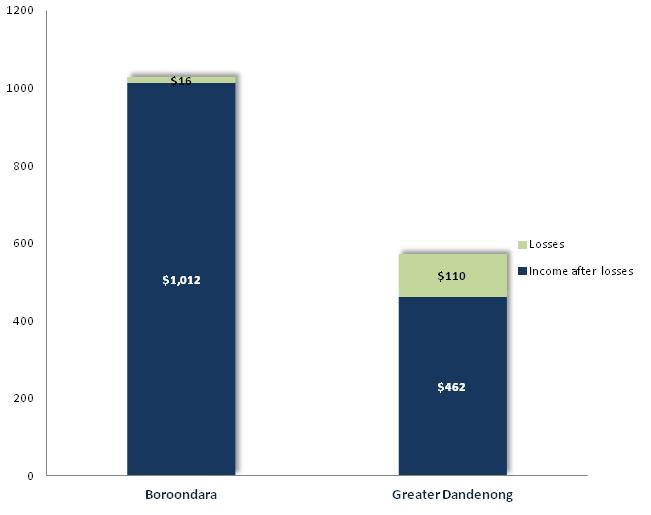 1200
1000
800
600
400
200
0
$16
$1,012
$110
$462
Losses
Income after losses
Boroondara
Greater Dandenong